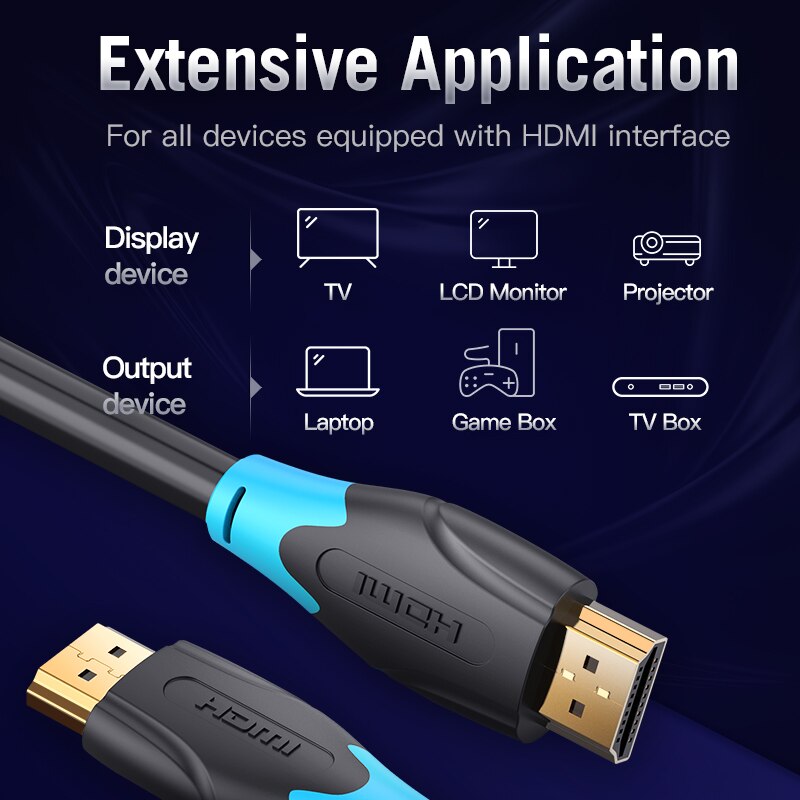 Extensive Application
For all devices equipped with HDMI interface
Display
device
TV
LCD Monitor
Projector
Output
device
Laptop
Game Box
TV Box
HDMI
HDMI